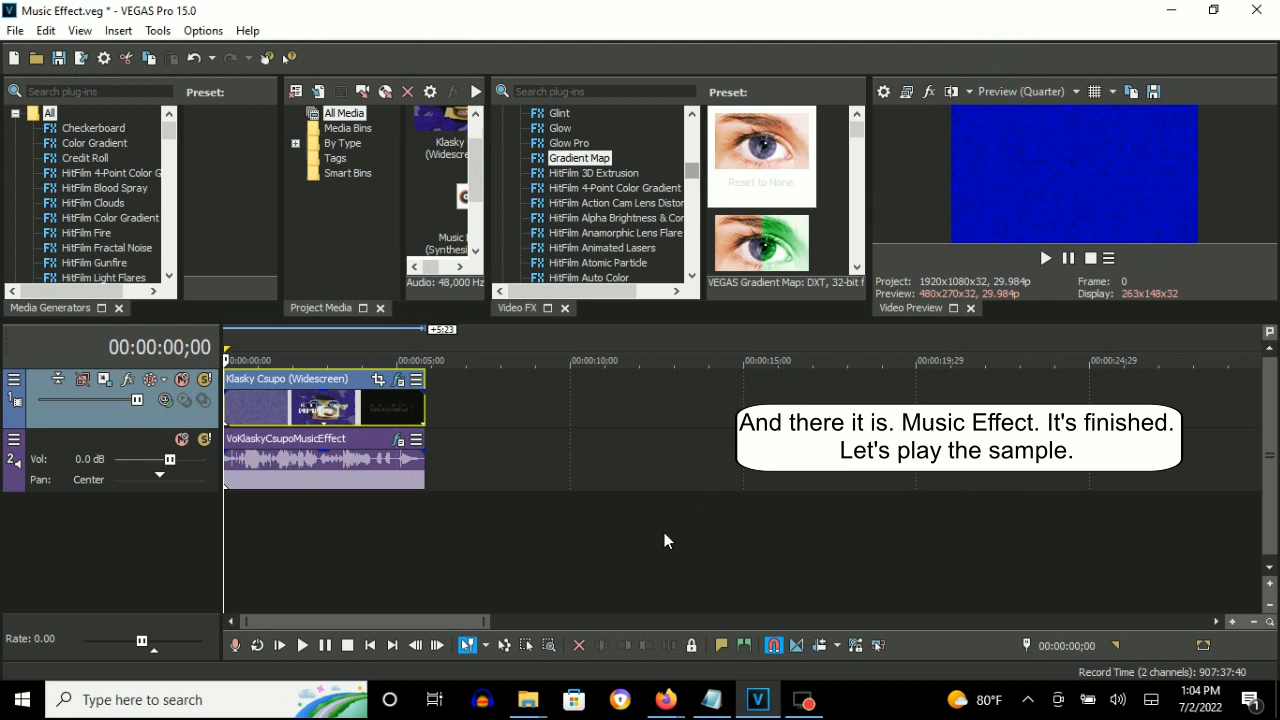 Music Effect.veg * - VEGAS Pro 15.0
File Edit View Insert Tools Options Help
Search plug-ins
Preset:
All
Checkerboard
Color Gradient
Credit Roll
HitFilm 4-Point Color G
HitFilm Blood Spray
HitFilm Clouds
HitFilm Color Gradient
HitFilm Fire
HitFilm Fractal Noise
HitFilm Gunfire
HitFilm Light Flares
Media Generators
All Media
Media Bins
By Type
Tags
Smart Bins
Klasky
(Widescre
Music
(Synthesi
Audio: 48,000 Hz
Project Media
Search plug-ins
Preset:
Glint
Glow
Glow Pro
Gradient Map
HitFilm 3D Extrusion
HitFilm 4-Point Color Gradient
HitFilm Action Cam Lens Distor
HitFilm Alpha Brightness & Cor
HitFilm Anamorphic Lens Flare
HitFilm Animated Lasers
HitFilm Atomic Particle
HitFilm Auto Color
Reset to None
VEGAS Gradient Map: DXT, 32-bit f
Video FX
Preview (Quarter)
Project: 1920x1080x32, 29.984p
Frame: 0
Preview: 480x270x32, 29.984p
Display: 263x148x32
Video Preview
+5:23
00:00:00;00
00:00:00;00 00:00:05;00 00:00:10;00 00:00:15;00 00:00:19;29 00:00:24;29
1
Klasky Csupo (Widescreen)
And there it is. Music Effect. It's finished.
Let's play the sample.
2
VoKlaskyCsupoMusicEffect
Vol: 0.0 dB
Pan: Center
Rate: 0.00
00:00:00;00
Record Time (2 channels): 907:37:40
Type here to search
80°F
1:04 PM
7/2/2022
1